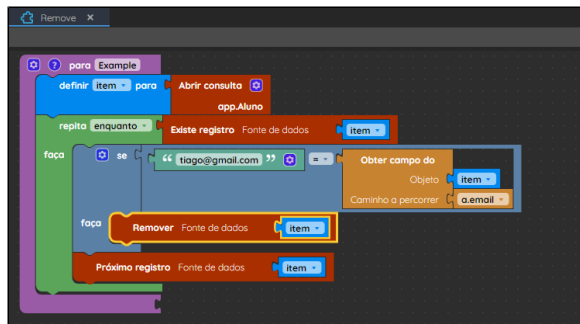 Remove ×
? para Example
definir item para Abrir consulta
app.Aluno
repita enquanto Existe registro Fonte de dados item
faça se “ tiago@gmail.com ” = Obter campo do
Objeto item
Caminho a percorrer a.email
faça Remover Fonte de dados item
Próximo registro Fonte de dados item